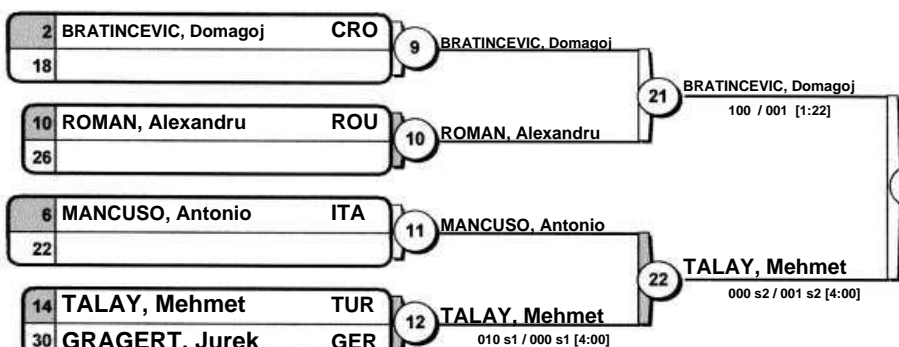 2 BRATINCEVIC, Domagoj CRO
18
9
BRATINCEVIC, Domagoj
10 ROMAN, Alexandru ROU
26
10
ROMAN, Alexandru
21
BRATINCEVIC, Domagoj
100 / 001 [1:22]
6 MANCUSO, Antonio ITA
22
11
MANCUSO, Antonio
14 TALAY, Mehmet TUR
30 GRAGERT, Jurek GER
12
TALAY, Mehmet
010 s1 / 000 s1 [4:00]
22
TALAY, Mehmet
000 s2 / 001 s2 [4:00]